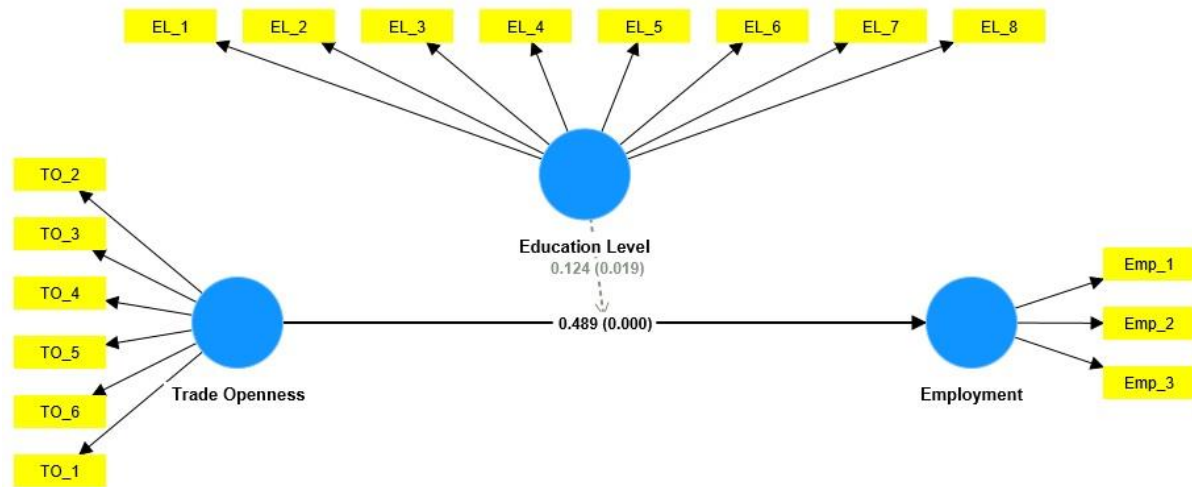 EL_1
EL_2
EL_3
EL_4
EL_5
EL_6
EL_7
EL_8
TO_2
TO_3
TO_4
TO_5
TO_6
TO_1
Education Level
0.124 (0.019)
0.489 (0.000)
Trade Openness
Employment
Emp_1
Emp_2
Emp_3